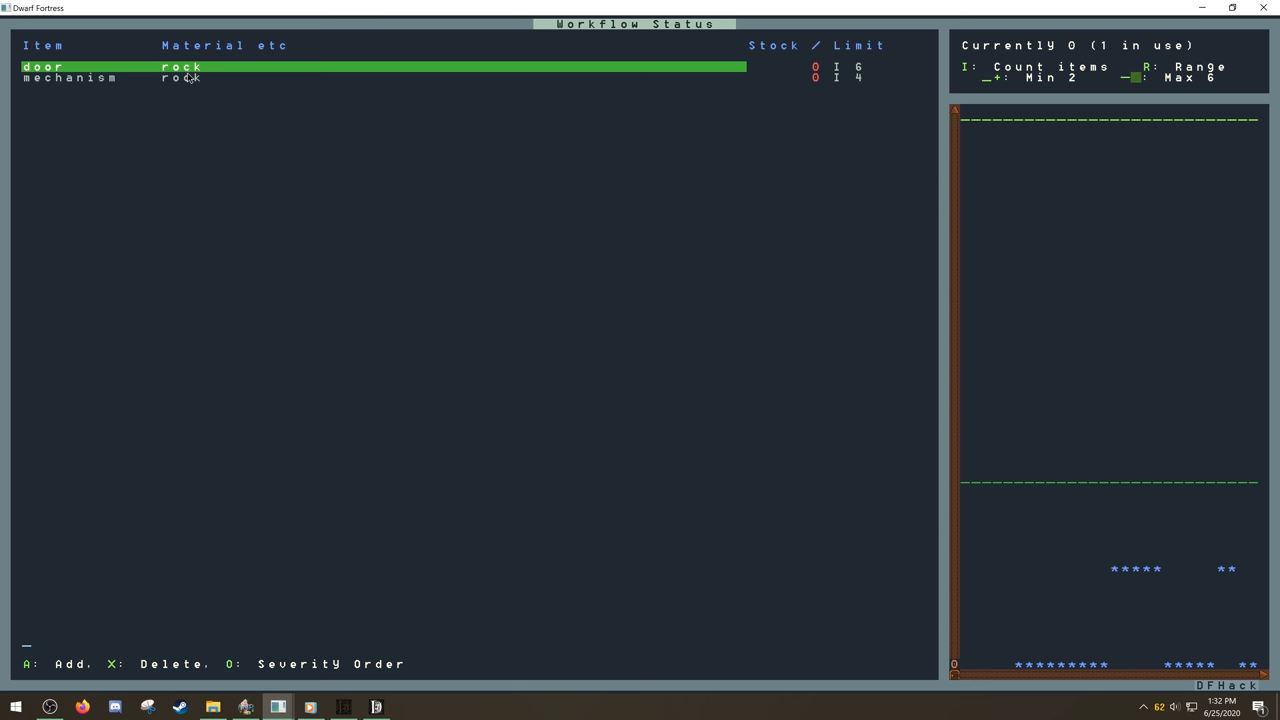 Dwarf Fortress
Workflow Status
Item Material etc Stock / Limit
door rock 0 I 6
mechanism rock 0 I 4
Currently 0 (1 in use)
I: Count items R: Range
_+: Min 2 —█: Max 6
0
A: Add, X: Delete, O: Severity Order
DFHack
62
1:32 PM
6/25/2020
1